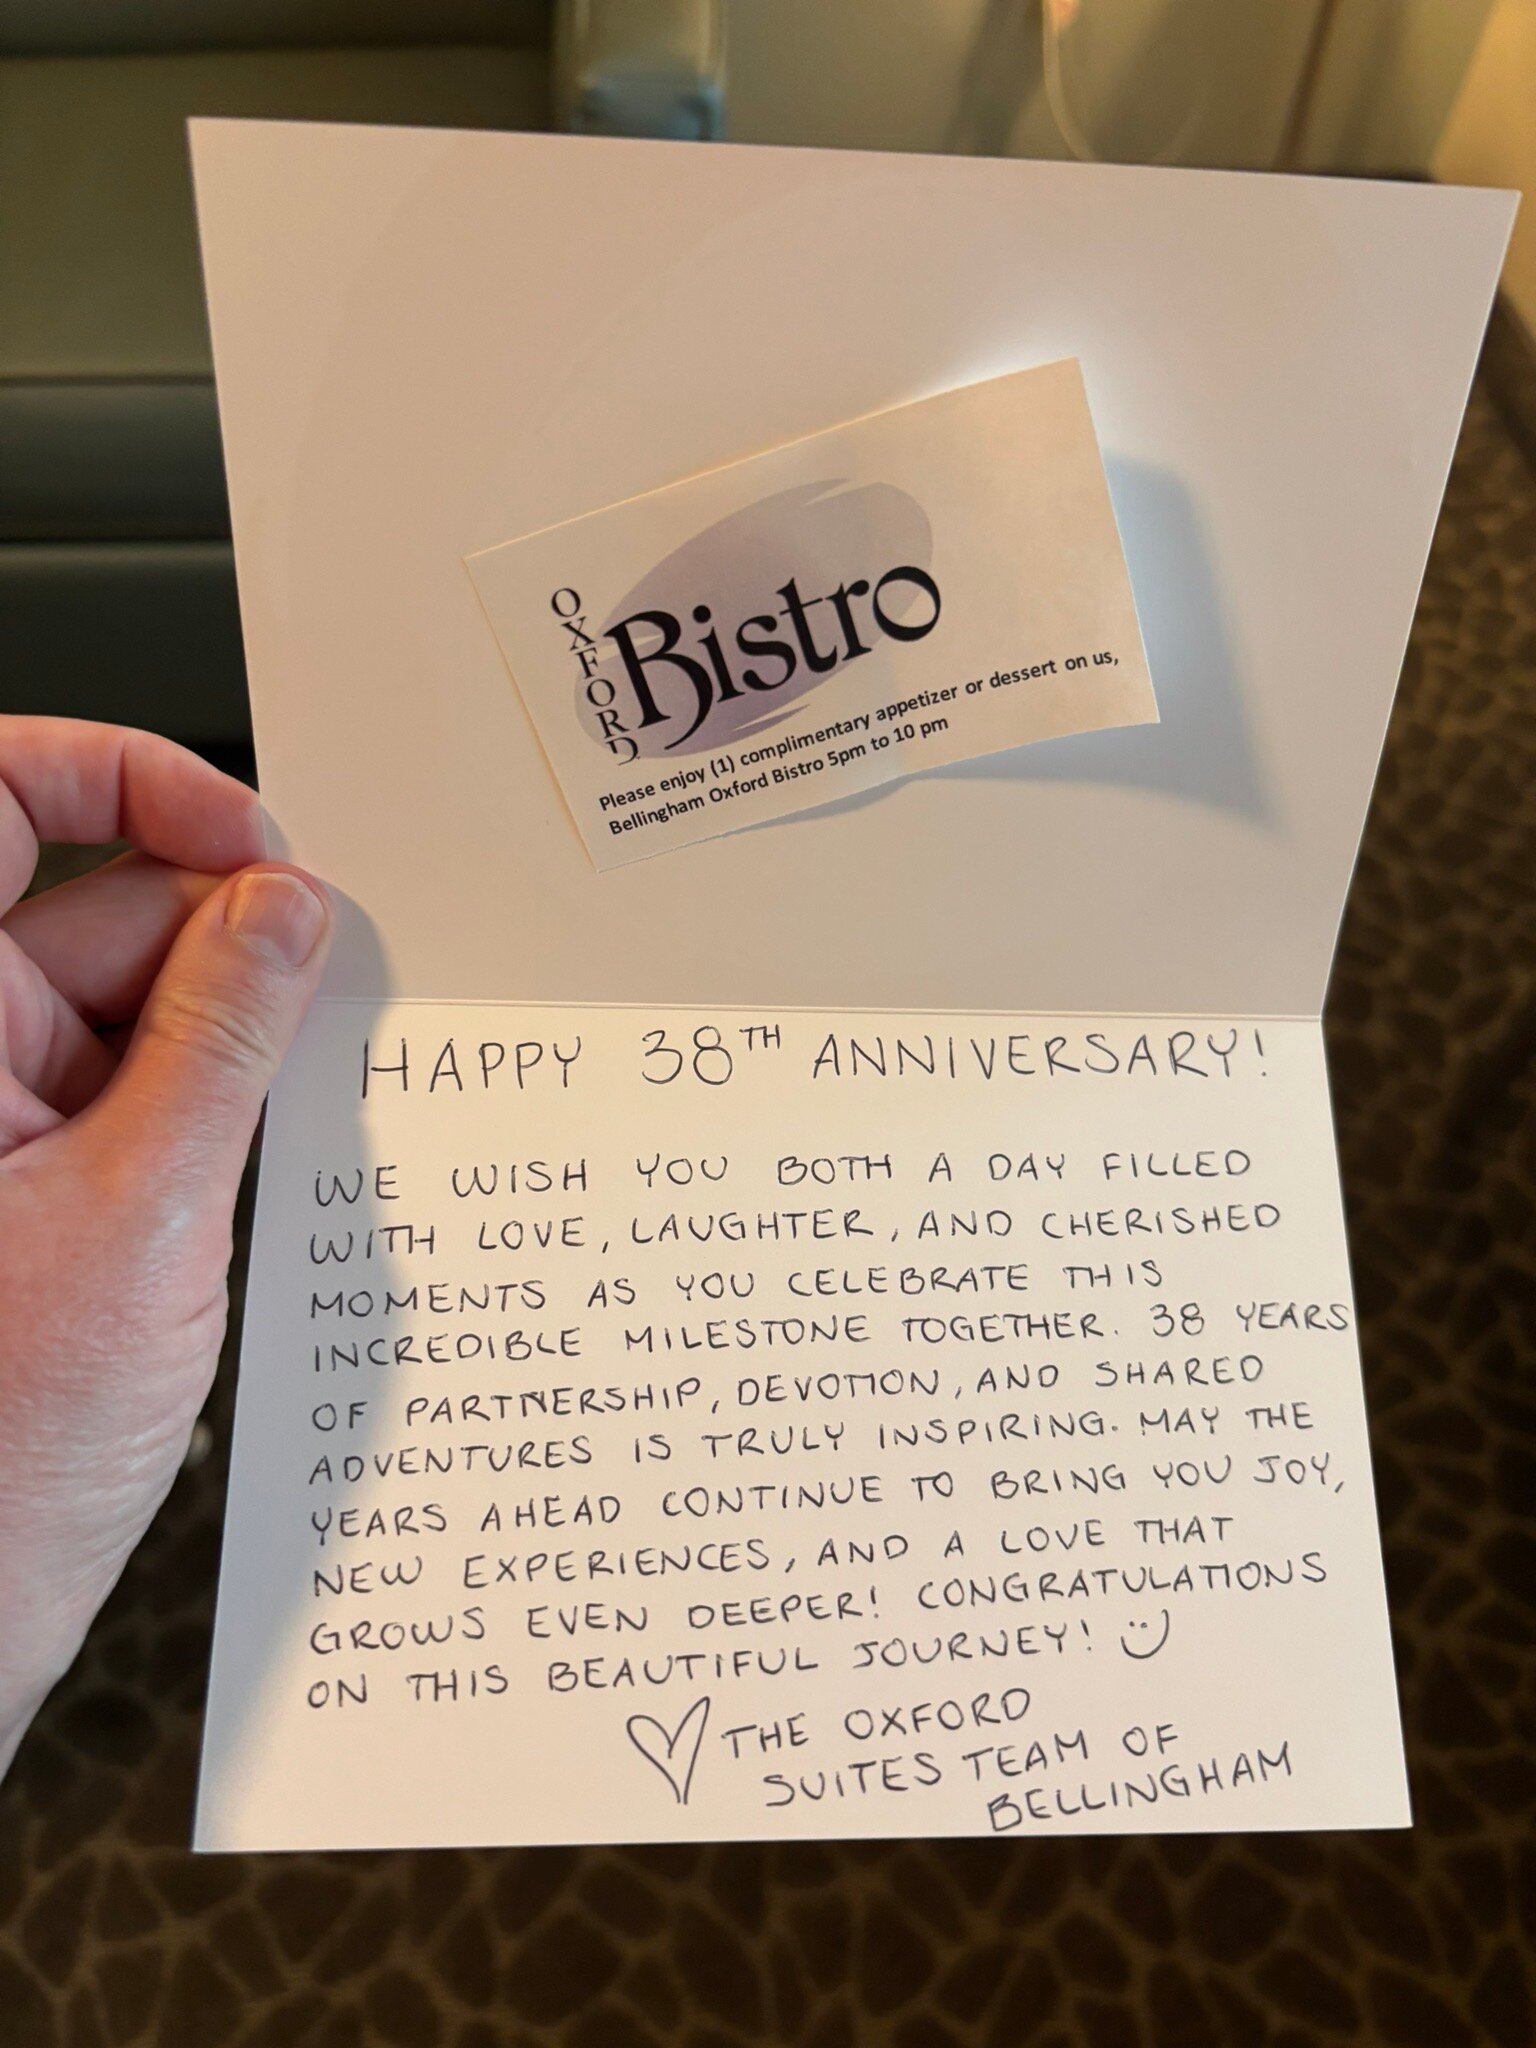 OXFORD
Bistro
Please enjoy (1) complimentary appetizer or dessert on us,
Bellingham Oxford Bistro 5pm to 10 pm
HAPPY 38TH ANNIVERSARY!
WE WISH YOU BOTH A DAY FILLED
WITH LOVE, LAUGHTER, AND CHERISHED
MOMENTS AS YOU CELEBRATE THIS
INCREDIBLE MILESTONE TOGETHER. 38 YEARS
OF PARTNERSHIP, DEVOTION, AND SHARED
ADVENTURES IS TRULY INSPIRING. MAY THE
YEARS AHEAD CONTINUE TO BRING YOU JOY,
NEW EXPERIENCES, AND A LOVE THAT
GROWS EVEN DEEPER! CONGRATULATIONS
ON THIS BEAUTIFUL JOURNEY!
THE OXFORD
SUITES TEAM OF
BELLINGHAM